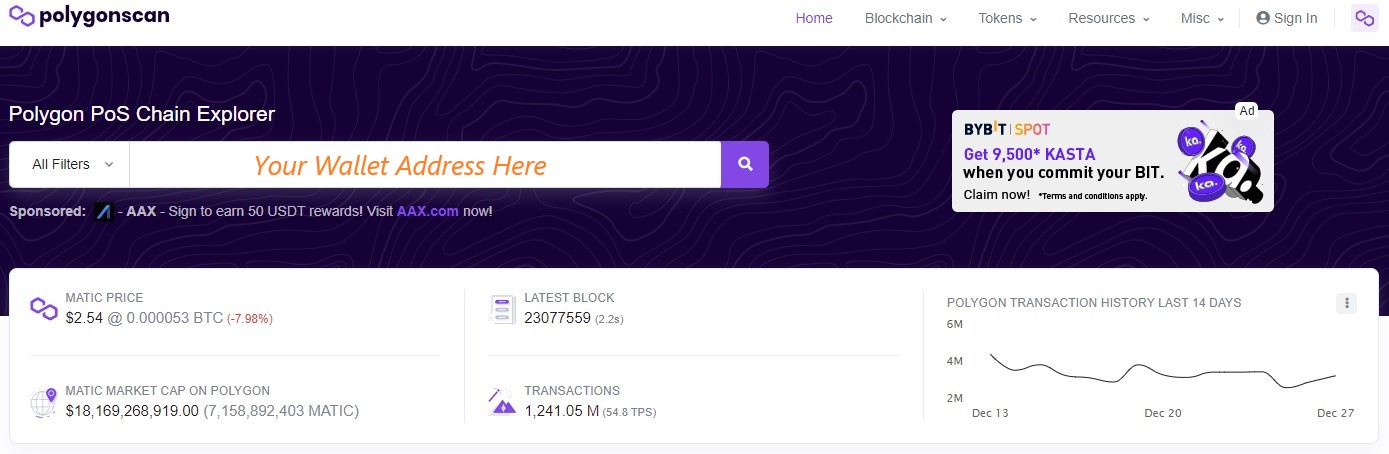 polygonscan
Home Blockchain Tokens Resources Misc Sign In
Polygon PoS Chain Explorer
All Filters Your Wallet Address Here
Sponsored: - AAX - Sign to earn 50 USDT rewards! Visit AAX.com now!
Ad
BYBIT | SPOT
Get 9,500* KASTA
when you commit your BIT.
Claim now! *Terms and conditions apply.
ka.
ka.
ka.
MATIC PRICE
$2.54 @ 0.000053 BTC (-7.98%)
MATIC MARKET CAP ON POLYGON
$18,169,268,919.00 (7,158,892,403 MATIC)
LATEST BLOCK
23077559 (2.2s)
TRANSACTIONS
1,241.05 M (54.8 TPS)
POLYGON TRANSACTION HISTORY LAST 14 DAYS
6M
4M
2M
Dec 13 Dec 20 Dec 27